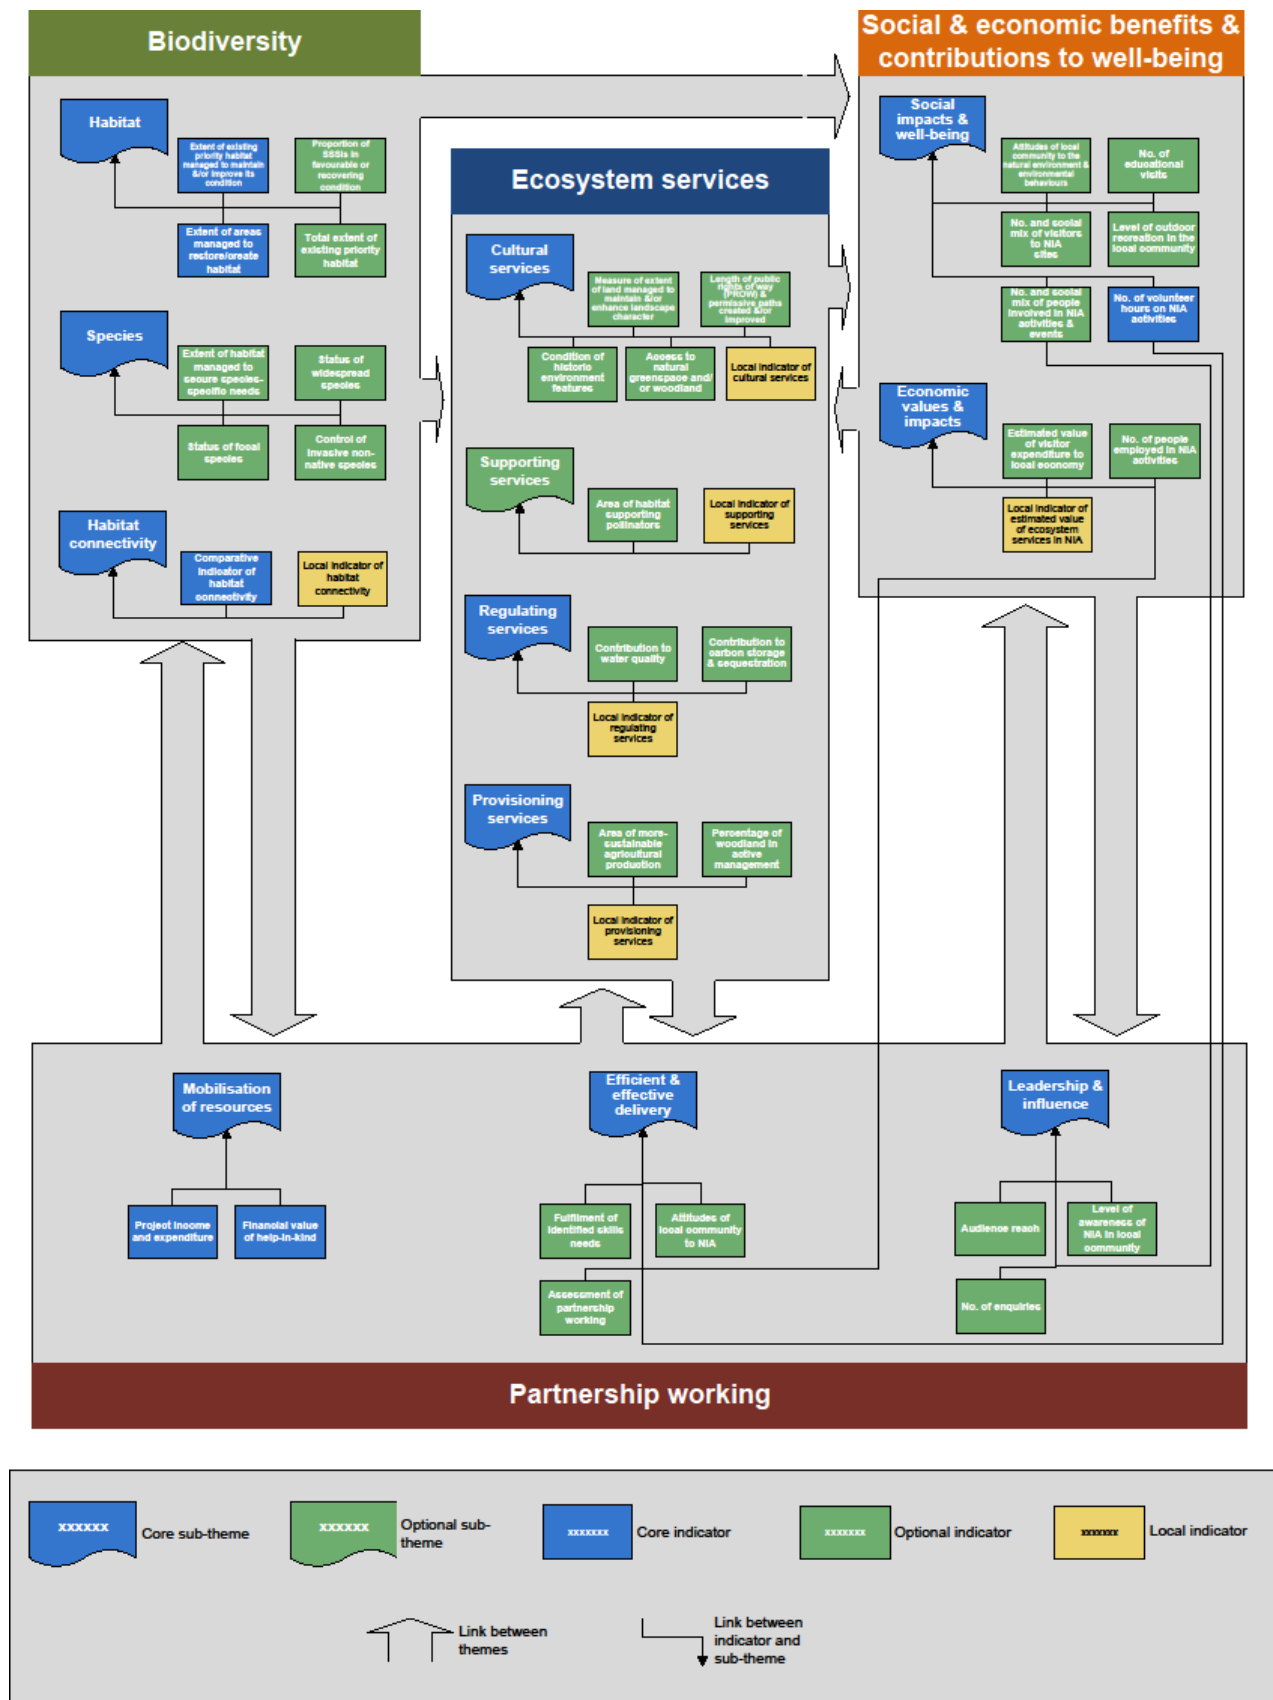 Biodiversity
Social & economic benefits &
contributions to well-being
Habitat
Extent of existing
priority habitat
managed to maintain
&/or improve its
condition
Proportion of
SSSIs in
favourable or
recovering
condition
Extent of areas
managed to
restore/create
habitat
Total extent of
existing priority
habitat
Species
Extent of habitat
managed to
secure species-
specific needs
Status of
widespread
species
Status of focal
species
Control of
invasive non-
native species
Habitat
connectivity
Comparative
indicator of
habitat
connectivity
Local indicator of
habitat
connectivity
Ecosystem services
Cultural
services
Measure of extent
of land managed to
maintain &/or
enhance landscape
character
Length of public
rights of way
(PROW) &
permissive paths
created &/or
improved
Condition of
historic
environment
features
Access to
natural
greenspace and/
or woodland
Local indicator of
cultural services
Supporting
services
Area of habitat
supporting
pollinators
Local indicator of
supporting
services
Regulating
services
Contribution to
water quality
Contribution to
carbon storage
& sequestration
Local indicator of
regulating
services
Provisioning
services
Area of more-
sustainable
agricultural
production
Percentage of
woodland in
active
management
Local indicator of
provisioning
services
Social
impacts &
well-being
Attitudes of local
community to the
natural environment &
environmental
behaviours
No. of
educational
visits
No. and social
mix of visitors
to NIA
sites
Level of outdoor
recreation in the
local community
No. and social
mix of people
involved in NIA
activities &
events
No. of volunteer
hours on NIA
activities
Economic
values &
impacts
Estimated value
of visitor
expenditure to
local economy
No. of people
employed in NIA
activities
Local indicator of
estimated value
of ecosystem
services in NIA
Mobilisation
of resources
Project income
and expenditure
Financial value
of help-in-kind
Efficient &
effective
delivery
Fulfilment of
identified skills
needs
Attitudes of
local community
to NIA
Assessment of
partnership
working
Leadership &
influence
Audience reach
Level of
awareness of
NIA in local
community
No. of enquiries
Partnership working
xxxxxx
Core sub-theme
xxxxxx
Optional sub-
theme
xxxxxxx
Core indicator
xxxxxxx
Optional indicator
xxxxxxx
Local indicator
Link between
themes
Link between
indicator and
sub-theme